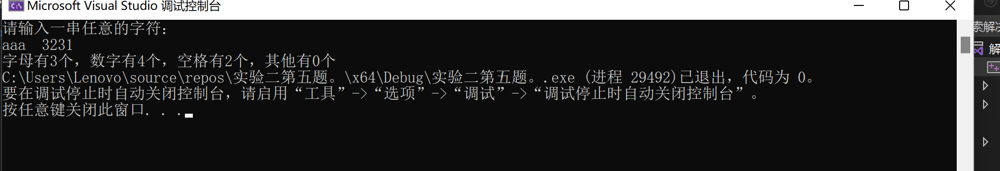 Microsoft Visual Studio 调试控制台
请输入一串任意的字符：
aaa  3231
字母有3个，数字有4个，空格有2个，其他有0个
C:\Users\Lenovo\source\repos\实验二第五题。\x64\Debug\实验二第五题。.exe (进程 29492)已退出，代码为 0。
要在调试停止时自动关闭控制台，请启用“工具”->“选项”->“调试”->“调试停止时自动关闭控制台”。
按任意键关闭此窗口. . .
索解决
解